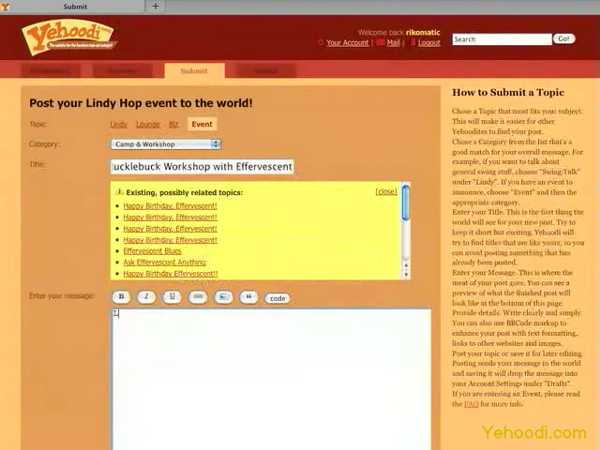 Submit
Yehoodi
Welcome back rikomatic
Your Account | Mail | Logout
Search
Go!
Submit
Post your Lindy Hop event to the world!
Topic:
Lindy Lounge Biz Event
Category:
Camp & Workshop
Title:
ucklebuck Workshop with Effervescent
Existing, possibly related topics:
[close]
Happy Birthday, Effervescent!
Happy Birthday, Effervescent!
Happy Birthday, Effervescent!
Happy Birthday, Effervescent!
Effervescent Blues
Ask Effervescent Anything
Happy Birthday Effervescent!!
Enter your message:
B I U
code
How to Submit a Topic
Chose a Topic that most fits your subject.
This will make is easier for other
Yehoodites to find your post.
Chose a Category from the list that's a
good match for your overall message. For
example, if you want to talk about
general swing stuff, choose "Swing Talk"
under "Lindy". If you have an event to
announce, choose "Event" and then the
appropriate category.
Enter your Title. This is the first thing the
world will see for your new post. Try to
keep it short but exciting. Yehoodi will
try to find titles that are like yours, so you
can avoid posting something that has
already been posted.
Enter your Message. This is where the
meat of your post goes. You can see a
preview of what the finished post will
look like at the bottom of this page.
Provide details. Write clearly and simply.
You can also use BBCode markup to
enhance your post with text formatting,
links to other websites and images.
Post your topic or save it for later editing.
Posting sends your message to the world
and saving it will drop the message into
your Account Settings under "Drafts".
If you are entering an Event, please read
the FAQ for more info.
Yehoodi.com